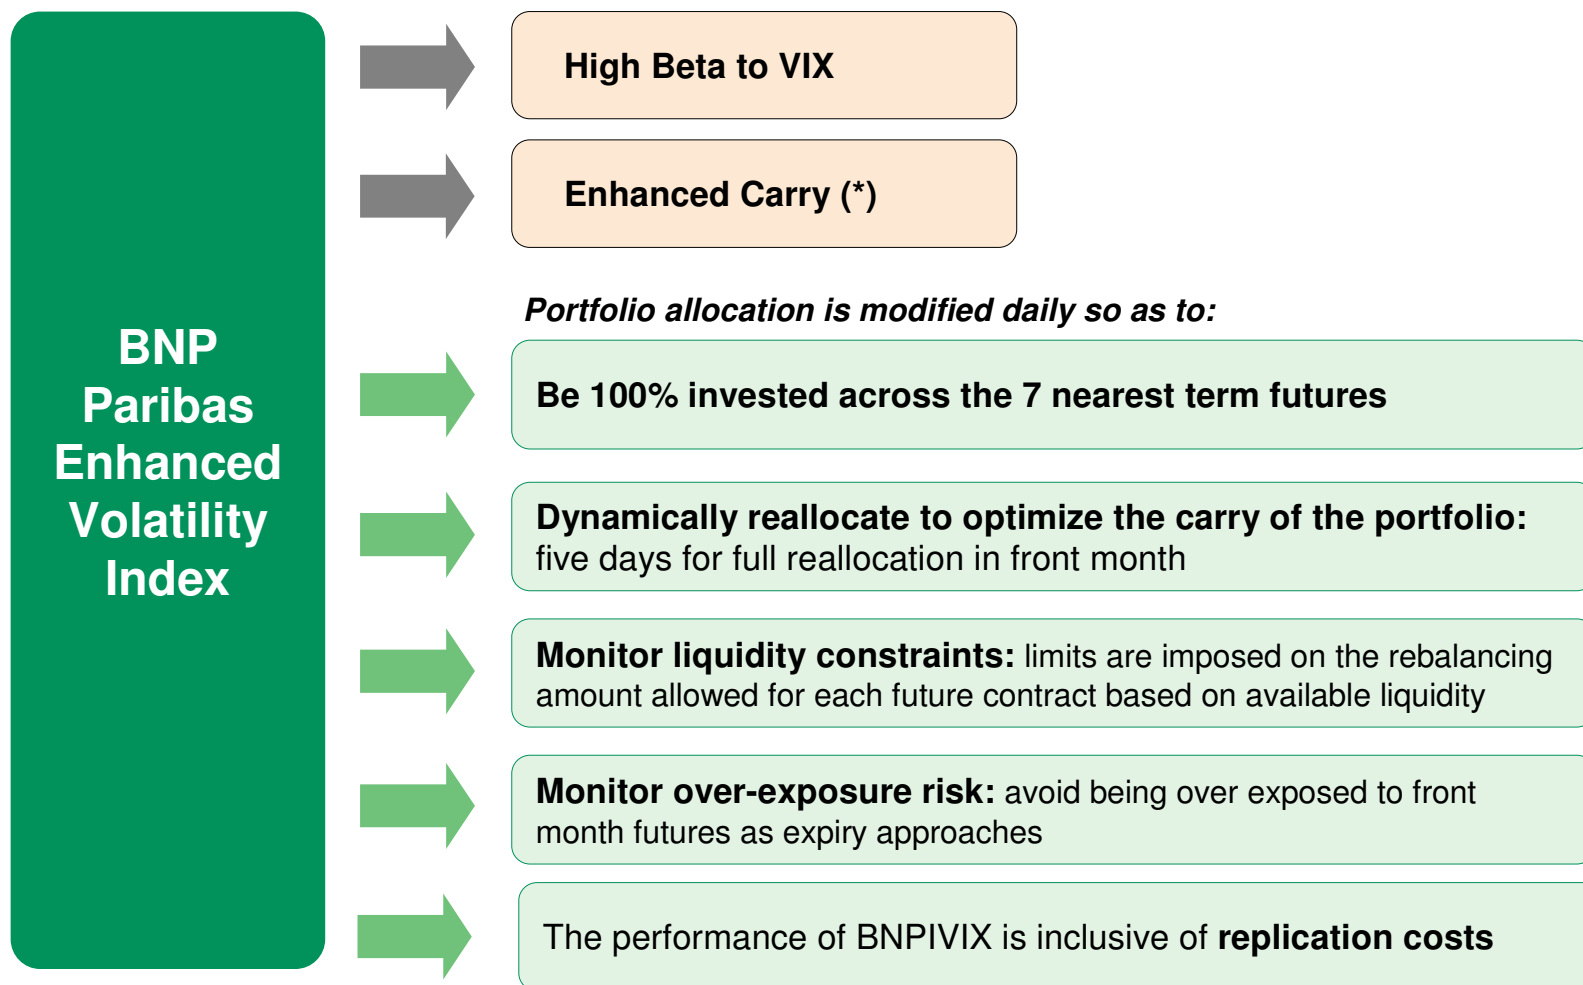 BNP
Paribas
Enhanced
Volatility
Index
High Beta to VIX
Enhanced Carry (*)
Portfolio allocation is modified daily so as to:
Be 100% invested across the 7 nearest term futures
Dynamically reallocate to optimize the carry of the portfolio:
five days for full reallocation in front month
Monitor liquidity constraints: limits are imposed on the rebalancing
amount allowed for each future contract based on available liquidity
Monitor over-exposure risk: avoid being over exposed to front
month futures as expiry approaches
The performance of BNPIVIX is inclusive of replication costs